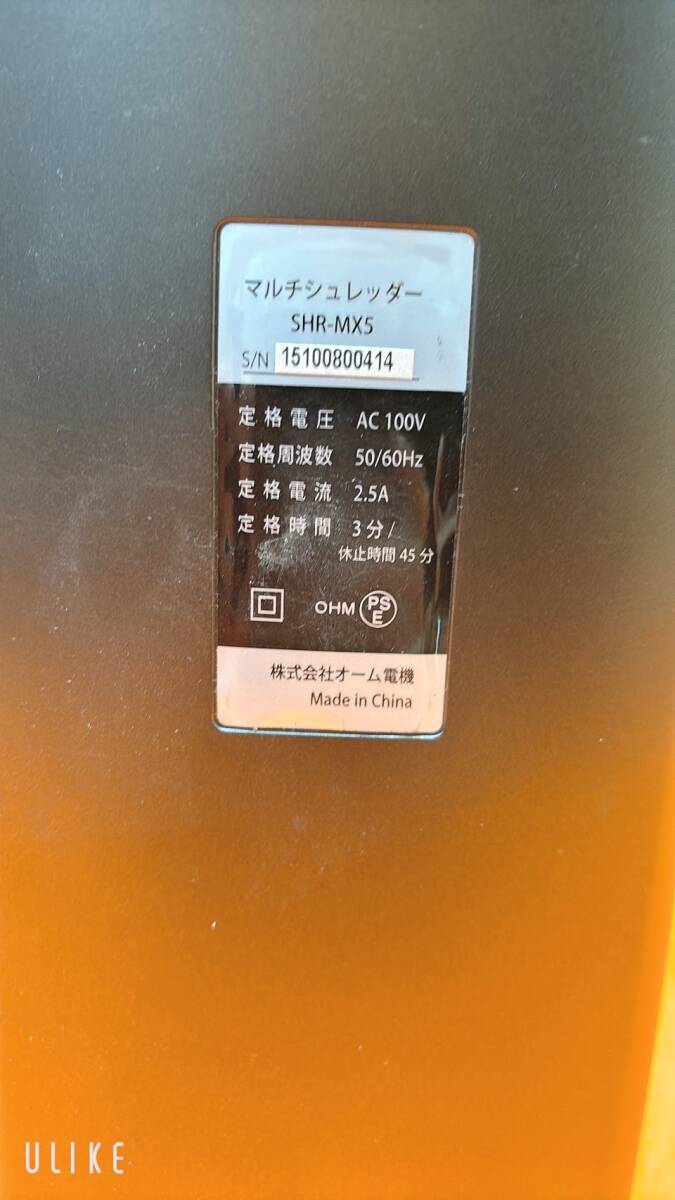 マルチシュレッダー
SHR-MX5
S/N 15100800414
定格電圧 AC 100V
定格周波数 50/60Hz
定格電流 2.5A
定格時間 3分/
休止時間 45分
OHM PSE
株式会社オーム電機
Made in China
ULIKE